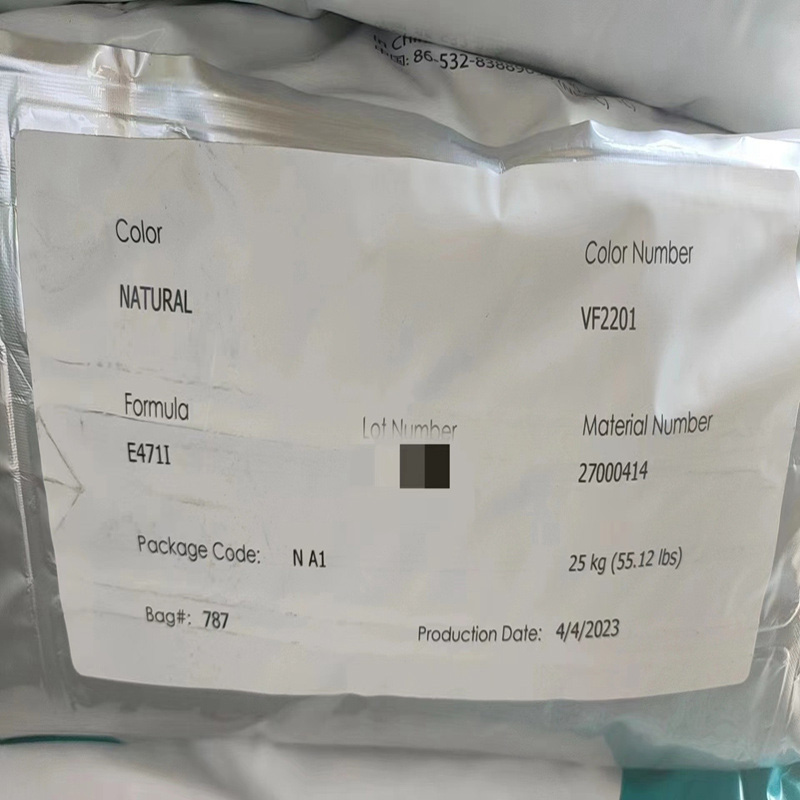 86-532-83889
Color
Color Number
NATURAL
VF2201
Formula
Lot Number
Material Number
E471I
27000414
Package Code: N A1
25 kg (55.12 lbs)
Bag#: 787
Production Date: 4/4/2023